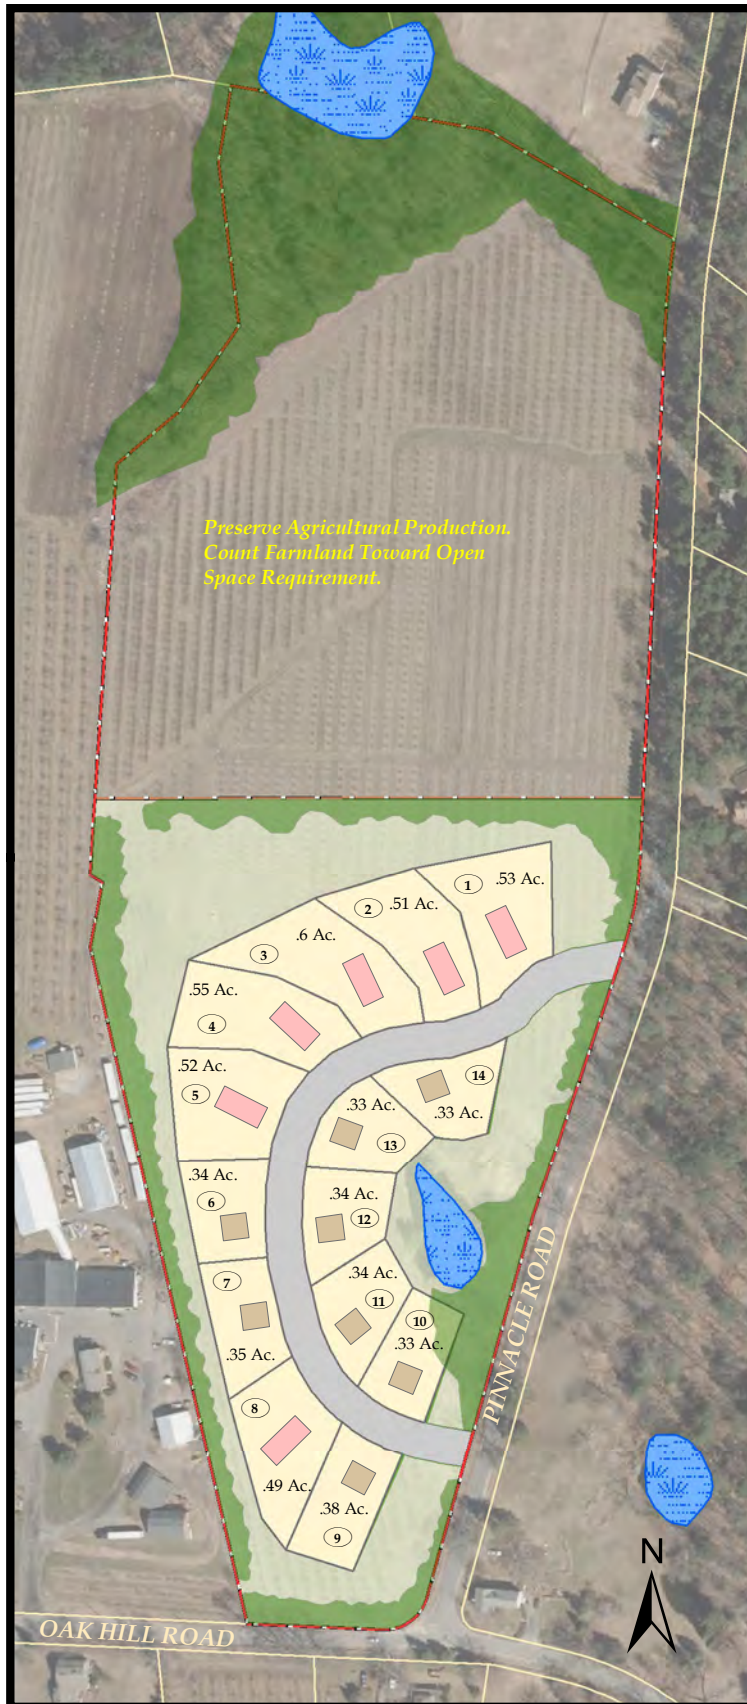 Preserve Agricultural Production.
Count Farmland Toward Open
Space Requirement.
1
.53 Ac.
2
.51 Ac.
3
.6 Ac.
.55 Ac.
4
.52 Ac.
5
14
.33 Ac.
.33 Ac.
13
.34 Ac.
6
.34 Ac.
12
7
.35 Ac.
.34 Ac.
11
10
.33 Ac.
8
.49 Ac.
.38 Ac.
9
PINNACLE ROAD
N
OAK HILL ROAD